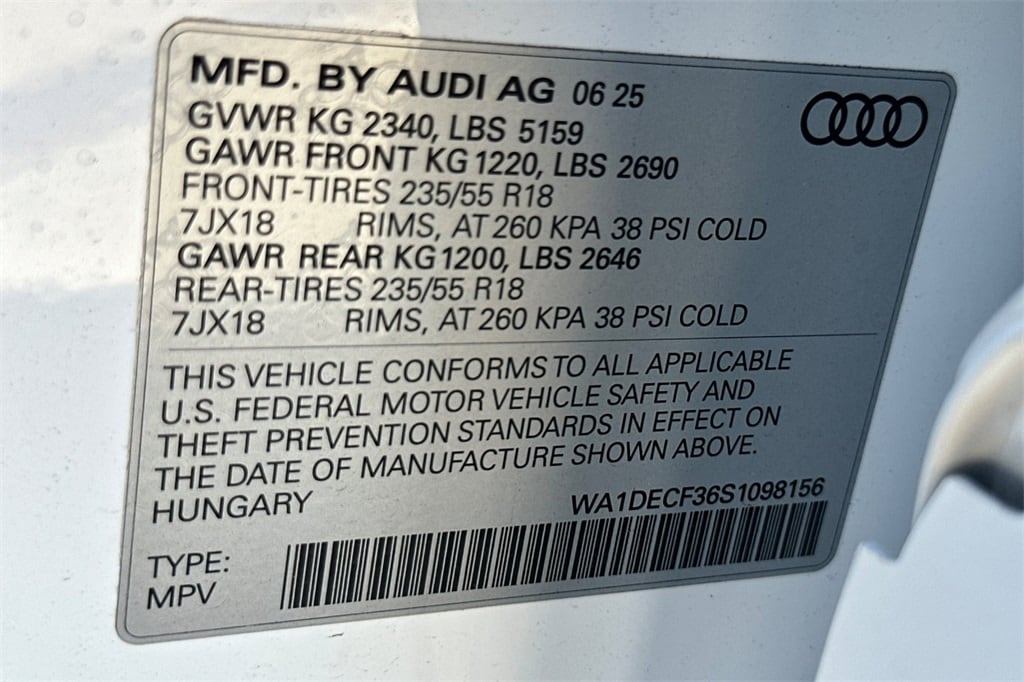 MFD. BY AUDI AG 06 25
GVWR KG 2340, LBS 5159
GAWR FRONT KG 1220, LBS 2690
FRONT-TIRES 235/55 R18
7JX18 RIMS, AT 260 KPA 38 PSI COLD
GAWR REAR KG 1200, LBS 2646
REAR-TIRES 235/55 R18
7JX18 RIMS, AT 260 KPA 38 PSI COLD
THIS VEHICLE CONFORMS TO ALL APPLICABLE
U.S. FEDERAL MOTOR VEHICLE SAFETY AND
THEFT PREVENTION STANDARDS IN EFFECT ON
THE DATE OF MANUFACTURE SHOWN ABOVE.
HUNGARY WA1DECF36S1098156
TYPE:
MPV